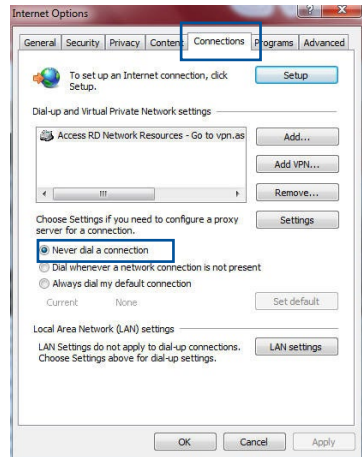 Internet Options
General Security Privacy Content Connections Programs Advanced
To set up an Internet connection, click Setup.
Setup
Dial-up and Virtual Private Network settings
Access RD Network Resources - Go to vpn.as
Add...
Add VPN...
Remove...
Choose Settings if you need to configure a proxy
server for a connection.
Settings
Never dial a connection
Dial whenever a network connection is not present
Always dial my default connection
Current None
Set default
Local Area Network (LAN) settings
LAN Settings do not apply to dial-up connections.
Choose Settings above for dial-up settings.
LAN settings
OK Cancel Apply